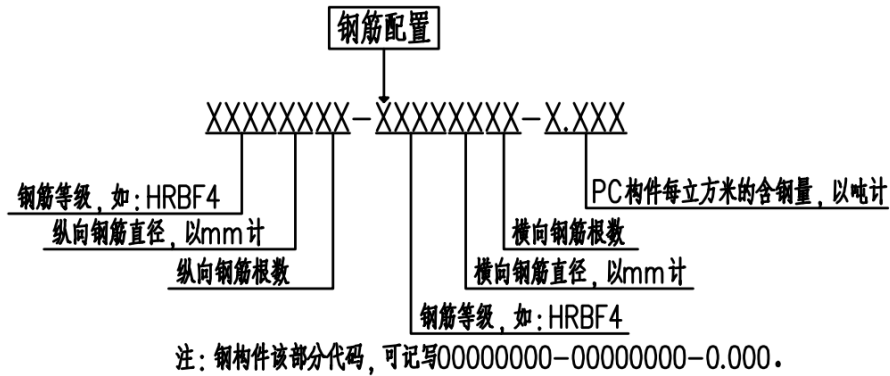 钢筋配置
XXXXXXXX-XXXXXXXX-X.XXX
钢筋等级，如：HRBF4
PC构件每立方米的含钢量，以吨计
纵向钢筋直径，以mm计
横向钢筋根数
纵向钢筋根数
横向钢筋直径，以mm计
钢筋等级，如：HRBF4
注：钢构件该部分代码，可记写00000000-00000000-0.000.